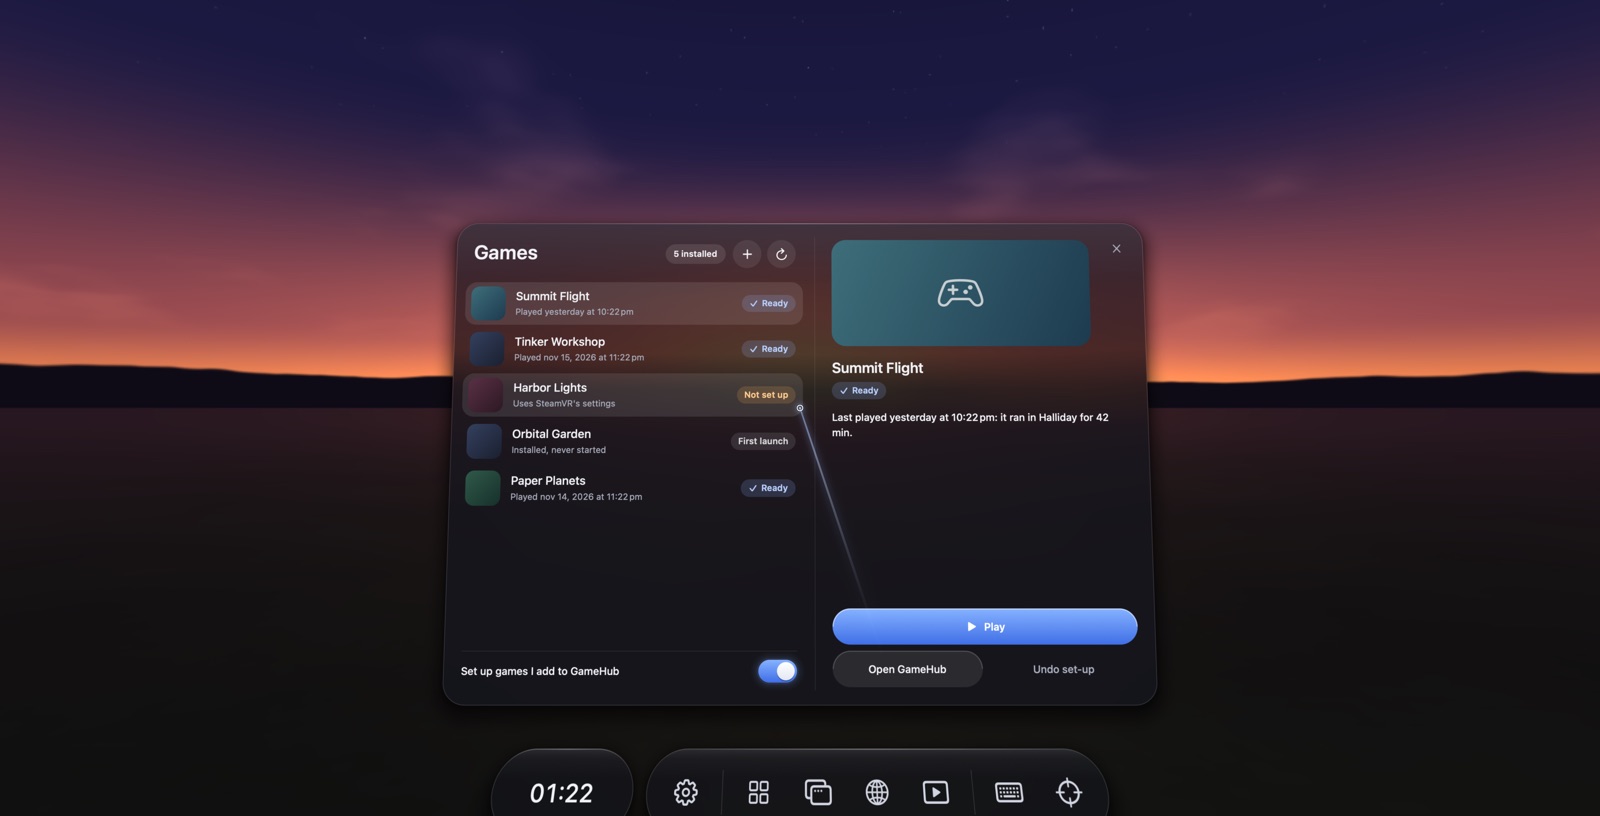 Games
5 installed
Summit Flight
Played yesterday at 10:22 pm
Ready
Tinker Workshop
Played nov 15, 2026 at 11:22 pm
Ready
Harbor Lights
Uses SteamVR's settings
Not set up
Orbital Garden
Installed, never started
First launch
Paper Planets
Played nov 14, 2026 at 11:22 pm
Ready
Set up games I add to GameHub
Summit Flight
Ready
Last played yesterday at 10:22 pm: it ran in Halliday for 42
min.
Play
Open GameHub
Undo set-up
01:22